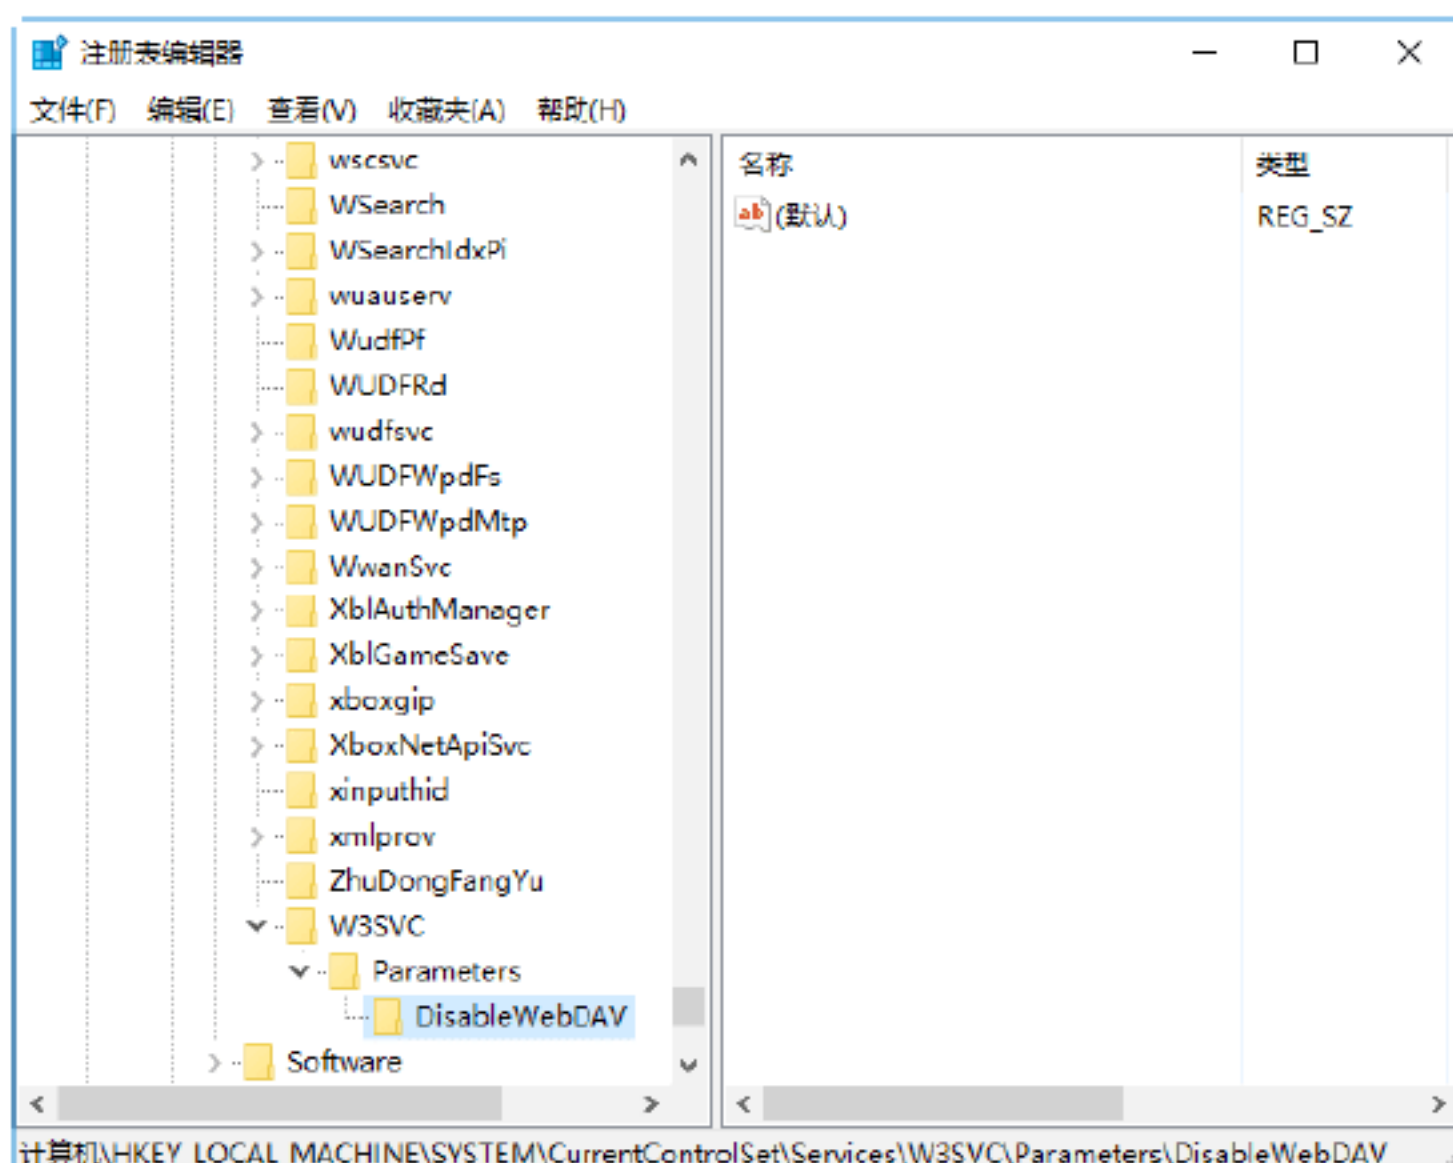 注册表编辑器
文件(F) 编辑(E) 查看(V) 收藏夹(A) 帮助(H)
wscsvc
WSearch
WSearchIdxPi
wuauserv
WudfPf
WUDFRd
wudfsvc
WUDFWpdFs
WUDFWpdMtp
WwanSvc
XblAuthManager
XblGameSave
xboxgip
XboxNetApiSvc
xinputhid
xmlprov
ZhuDongFangYu
W3SVC
Parameters
DisableWebDAV
Software
名称 类型
ab (默认) REG_SZ
计算机\HKEY_LOCAL_MACHINE\SYSTEM\CurrentControlSet\Services\W3SVC\Parameters\DisableWebDAV